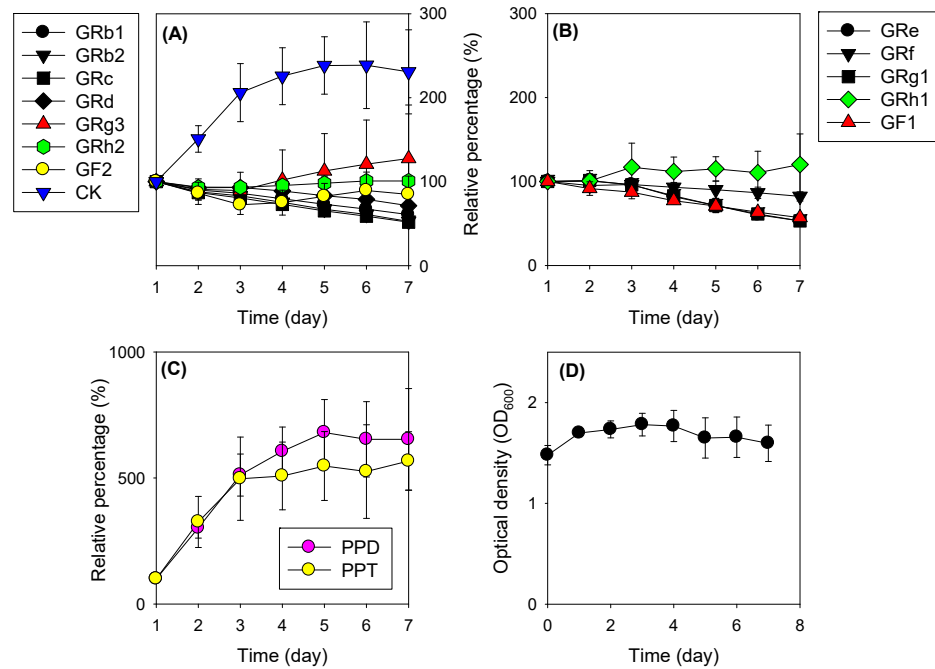 GRb1
GRb2
GRc
GRd
GRg3
GRh2
GF2
CK
(A)
300
200
100
0
1 2 3 4 5 6 7
Time (day)
Relative percentage (%)
(B)
300
200
100
0
1 2 3 4 5 6 7
Time (day)
GRe
GRf
GRg1
GRh1
GF1
(C)
Relative percentage (%)
1000
500
0
1 2 3 4 5 6 7
Time (day)
PPD
PPT
(D)
Optical density (OD₆₀₀)
2
1
0
0 2 4 6 8
Time (day)